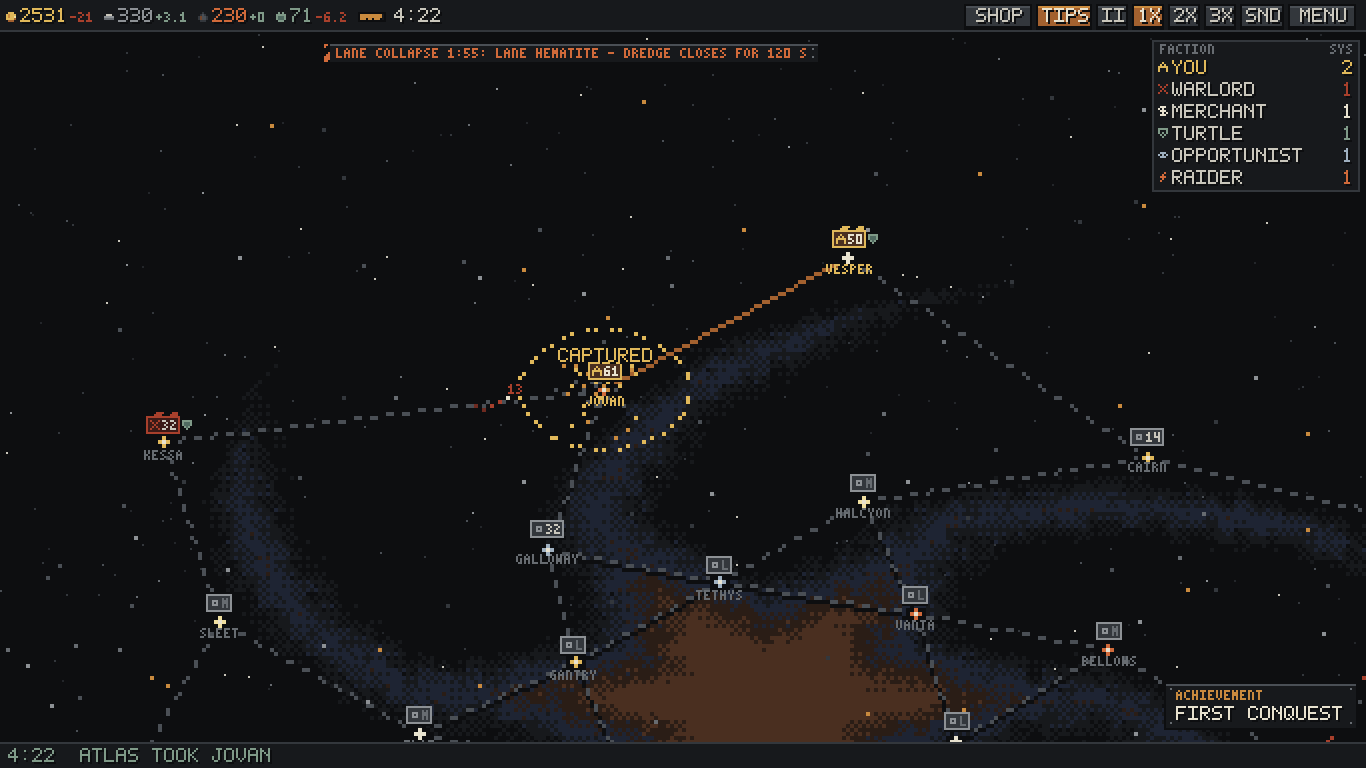 2531-21 330+3.1 230+0 71-6.2 4:22 SHOP TIPS II 1X 2X 3X SND MENU
LANE COLLAPSE 1:55: LANE HEMATITE - DREDGE CLOSES FOR 120 S
FACTION SYS
YOU 2
WARLORD 1
MERCHANT 1
TURTLE 1
OPPORTUNIST 1
RAIDER 1
50
VESPER
CAPTURED
61
JOVAN
13
32
KESSA
14
CAIRN
M
HALCYON
32
GALLOWAY
L
TETHYS
L
VANTA
M
SLEET
M
BELLOWS
L
GANTRY
M
L
ACHIEVEMENT
FIRST CONQUEST
4:22 ATLAS TOOK JOVAN